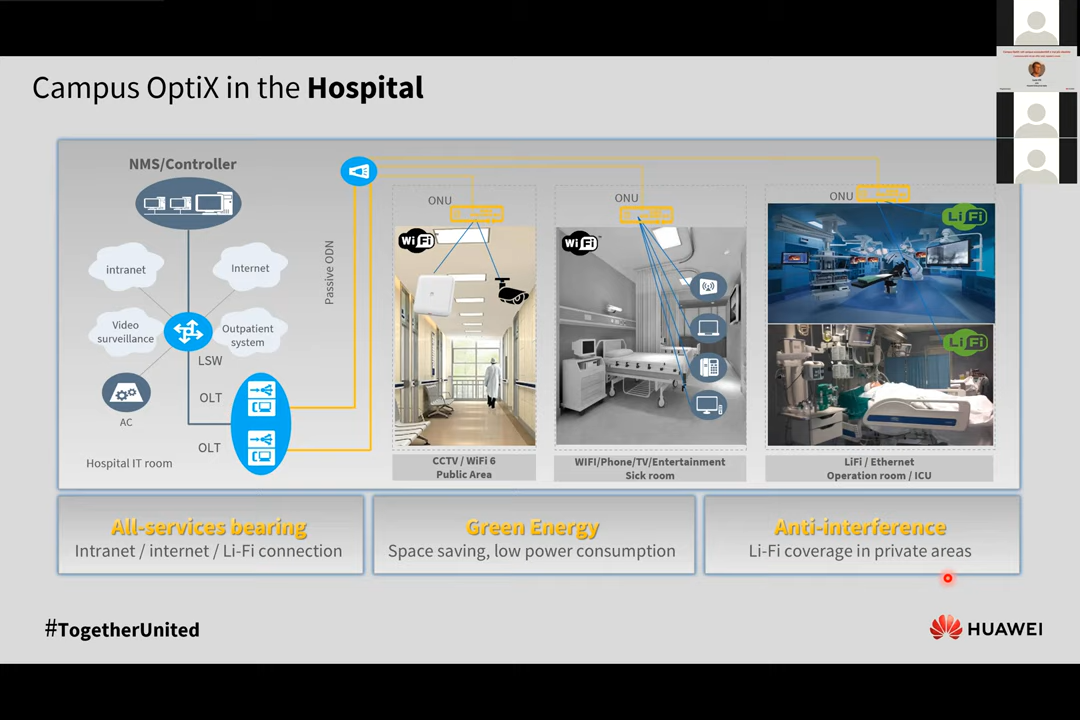 Campus OptiX in the Hospital
NMS/Controller
intranet
Internet
Video
surveillance
Outpatient
system
LSW
AC
OLT
OLT
Hospital IT room
Passive ODN
ONU
WiFi
CCTV / WiFi 6
Public Area
ONU
WiFi
WIFI/Phone/TV/Entertainment
Sick room
ONU
LiFi
LiFi
LiFi / Ethernet
Operation room / ICU
All-services bearing
Intranet / internet / Li-Fi connection
Green Energy
Space saving, low power consumption
Anti-interference
Li-Fi coverage in private areas
#TogetherUnited
HUAWEI